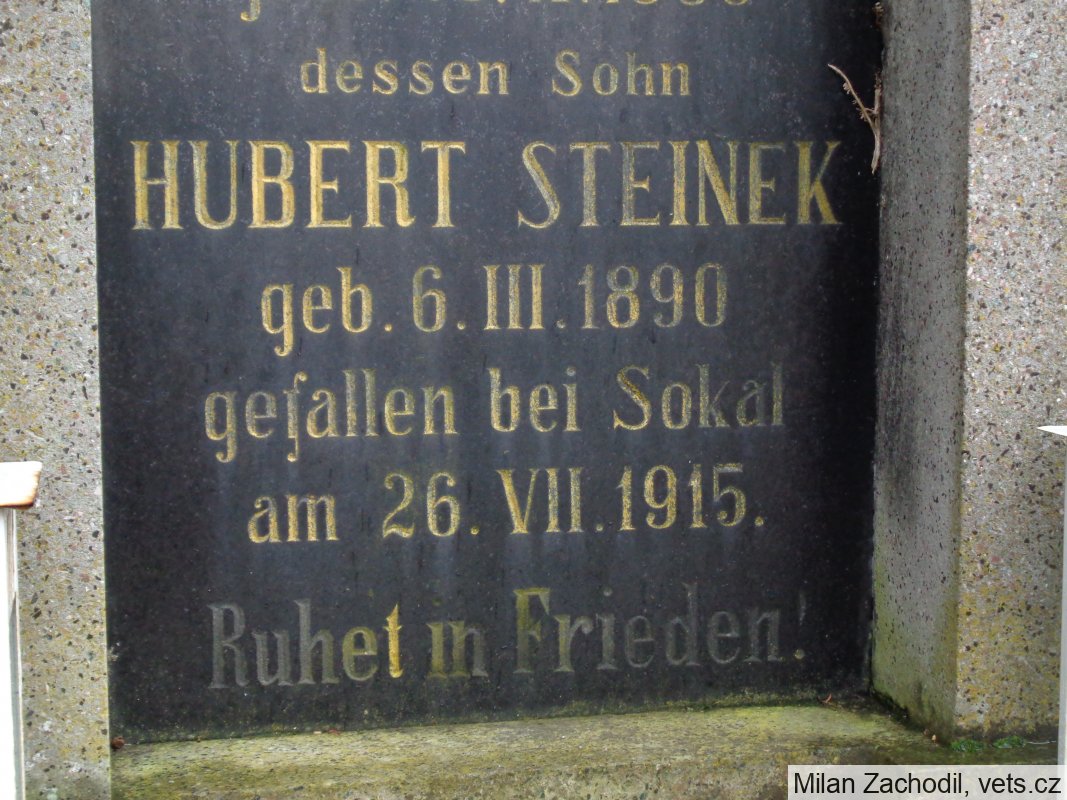 dessen Sohn
HUBERT STEINEK
geb. 6. III. 1890
gefallen bei Sokal
am 26. VII. 1915.
Ruhet in Frieden!
Milan Zachodil, vets.cz